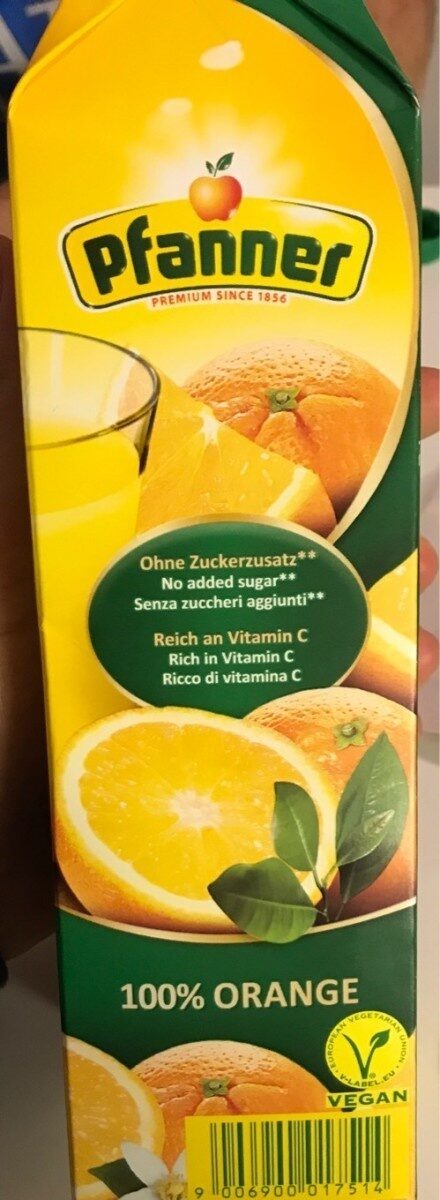 Pfanner
PREMIUM SINCE 1856
Ohne Zuckerzusatz**
No added sugar**
Senza zuccheri aggiunti**
Reich an Vitamin C
Rich in Vitamin C
Ricco di vitamina C
100% ORANGE
EUROPEAN VEGETARIAN UNION
V-LABEL.EU
VEGAN
9 006900 017514